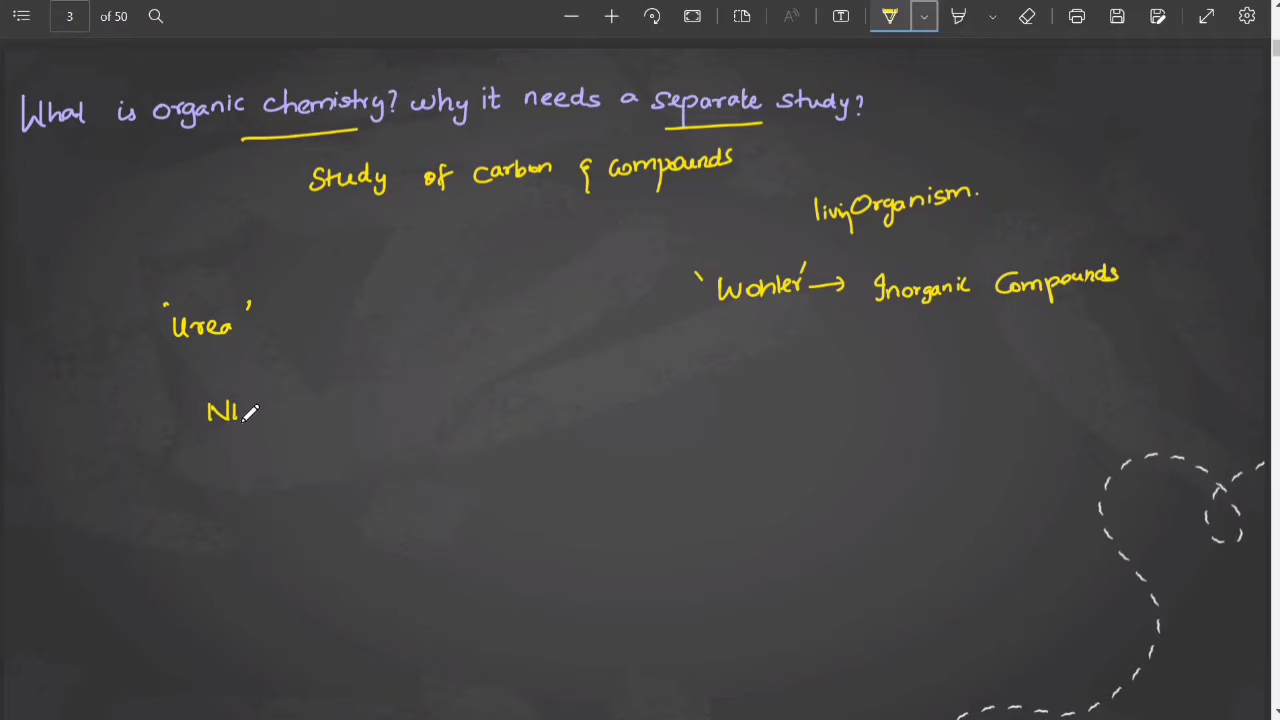 3 of 50
What is organic chemistry? why it needs a separate study?
Study of carbon & compounds
livingOrganism.
'Wohler' → Inorganic Compounds
"Urea'
NI